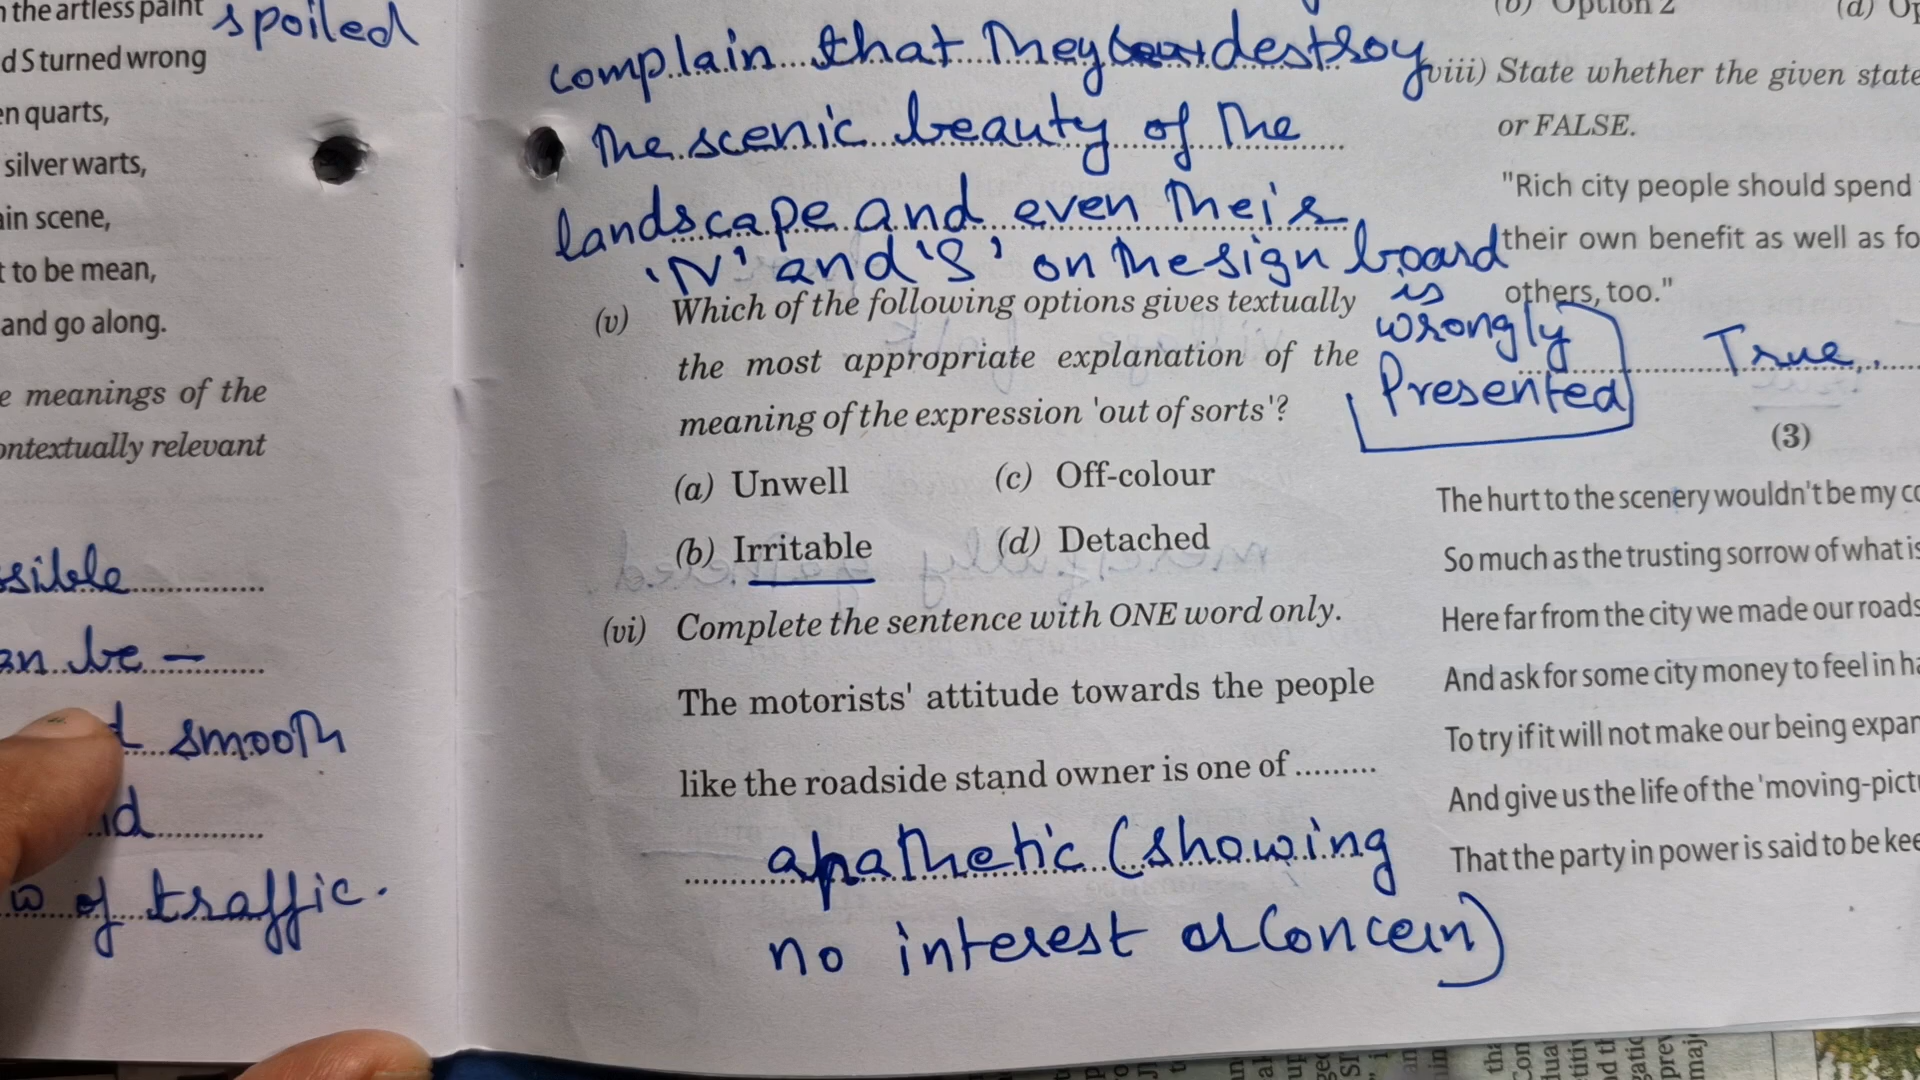 the artless paint
spoiled
d S turned wrong
en quarts,
silver warts,
ain scene,
t to be mean,
and go along.
e meanings of the
ontextually relevant
ssible
an be –
d smooth
id
w of traffic.
complain that they destroy
the scenic beauty of the
landscape and even their
'N' and 'S' on the sign board
is
wrongly
Presented
(v) Which of the following options gives textually
the most appropriate explanation of the
meaning of the expression 'out of sorts'?
(a) Unwell (c) Off-colour
(b) Irritable (d) Detached
(vi) Complete the sentence with ONE word only.
The motorists' attitude towards the people
like the roadside stand owner is one of .........
apathetic (showing
no interest or Concern)
(b) Option 2 (d) Op
viii) State whether the given state
or FALSE.
"Rich city people should spend
their own benefit as well as fo
others, too."
True
(3)
The hurt to the scenery wouldn't be my co
So much as the trusting sorrow of what is
Here far from the city we made our roads
And ask for some city money to feel in ha
To try if it will not make our being expan
And give us the life of the 'moving-pict
That the party in power is said to be kee